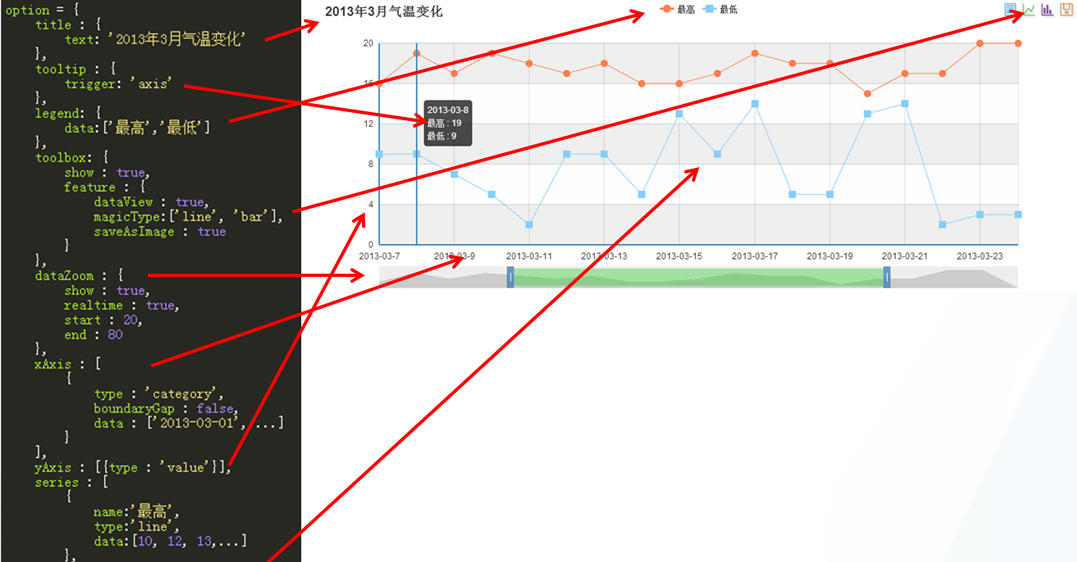 option = {
title : {
text: '2013年3月气温变化'
},
tooltip : {
trigger: 'axis'
},
legend: {
data:['最高','最低']
},
toolbox: {
show : true,
feature : {
dataView : true,
magicType:['line', 'bar'],
saveAsImage : true
}
},
dataZoom : {
show : true,
realtime : true,
start : 20,
end : 80
},
xAxis : [
{
type : 'category',
boundaryGap : false,
data : ['2013-03-01', ...]
}
],
yAxis : [{type : 'value'}],
series : [
{
name:'最高',
type:'line',
data:[10, 12, 13,...]
},
2013年3月气温变化
最高 最低
20
16
12
8
4
0
2013-03-8
最高 : 19
最低 : 9
2013-03-7 2013-03-9 2013-03-11 2013-03-13 2013-03-15 2013-03-17 2013-03-19 2013-03-21 2013-03-23